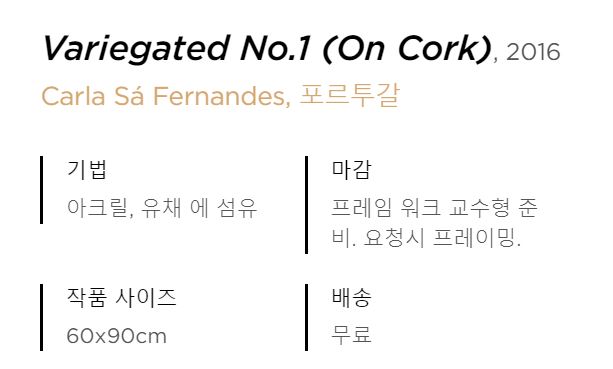 Variegated No.1 (On Cork), 2016
Carla Sá Fernandes, 포르투갈
기법
아크릴, 유채 에 섬유
마감
프레임 워크 교수형 준
비. 요청시 프레이밍.
작품 사이즈
60x90cm
배송
무료